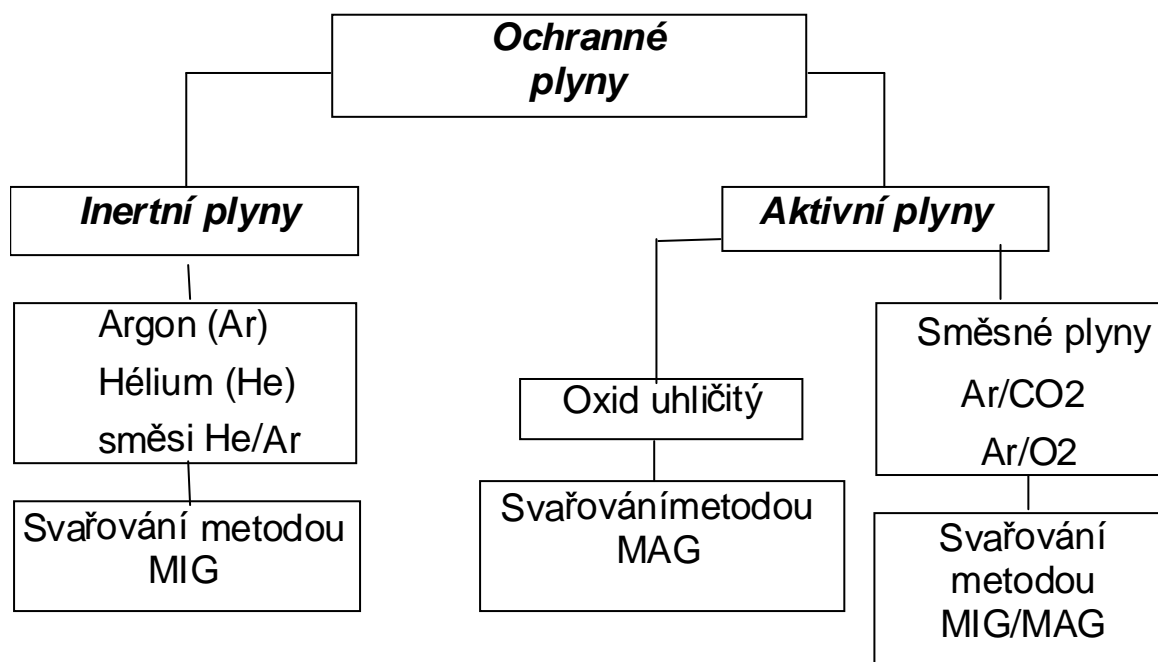 Ochranné
plyny
Inertní plyny
Aktivní plyny
Argon (Ar)
Hélium (He)
směsi He/Ar
Oxid uhličitý
Směsné plyny
Ar/CO2
Ar/O2
Svařování metodou
MIG
Svařovánímetodou
MAG
Svařování
metodou
MIG/MAG